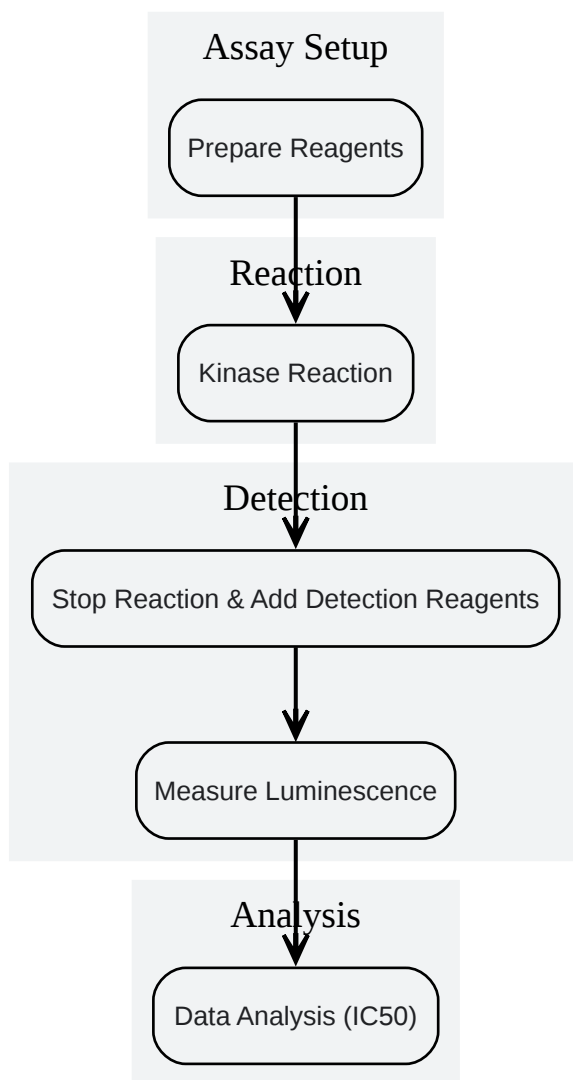 Assay Setup
Prepare Reagents
Reaction
Kinase Reaction
Detection
Stop Reaction & Add Detection Reagents
Measure Luminescence
Analysis
Data Analysis (IC50)